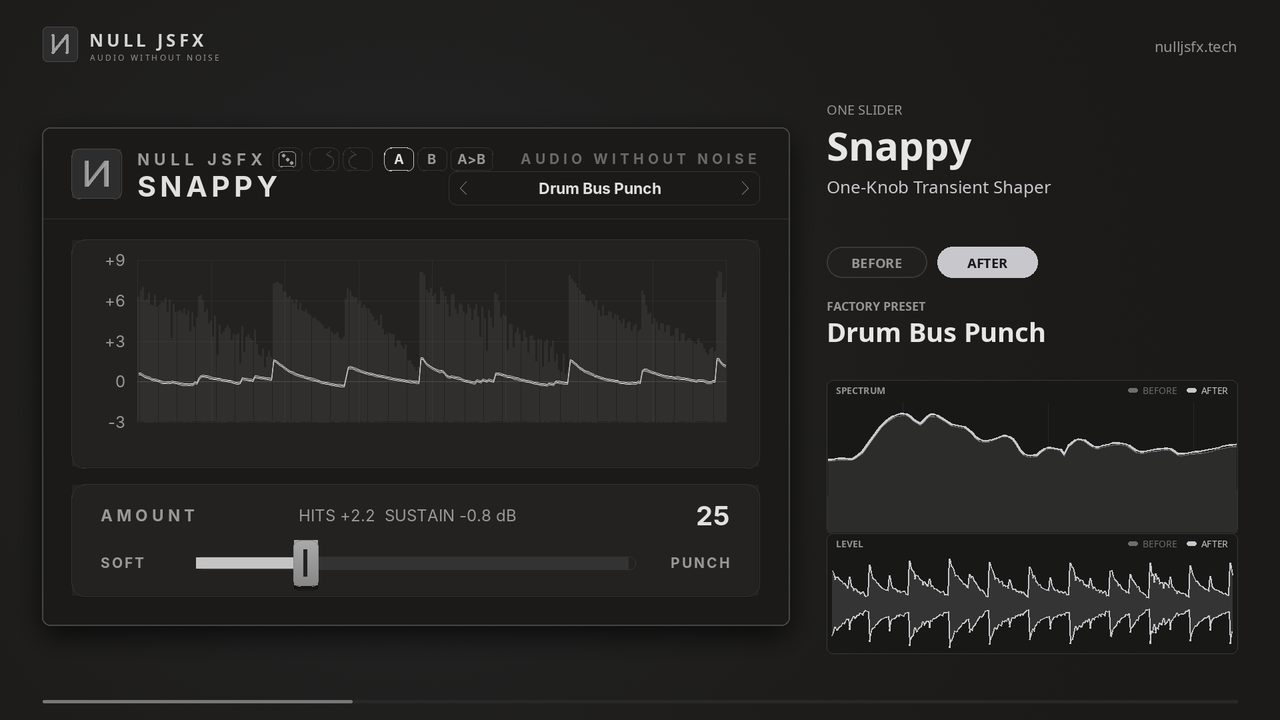 NULL JSFX
AUDIO WITHOUT NOISE
nulljsfx.tech
NULL JSFX
A
B
A>B
AUDIO WITHOUT NOISE
SNAPPY
Drum Bus Punch
+9
+6
+3
0
-3
AMOUNT
HITS +2.2 SUSTAIN -0.8 dB
25
SOFT
PUNCH
ONE SLIDER
Snappy
One-Knob Transient Shaper
BEFORE
AFTER
FACTORY PRESET
Drum Bus Punch
SPECTRUM
BEFORE
AFTER
LEVEL
BEFORE
AFTER